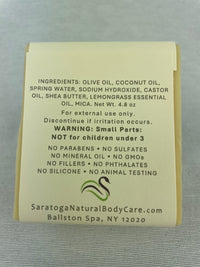 INGREDIENTS: OLIVE OIL, COCONUT OIL,
SPRING WATER, SODIUM HYDROXIDE, CASTOR
OIL, SHEA BUTTER, LEMONGRASS ESSENTIAL
OIL, MICA. Net Wt. 4.8 oz
For external use only.
Discontinue if irritation occurs.
WARNING: Small Parts:
NOT for children under 3
NO PARABENS • NO SULFATES
NO MINERAL OIL • NO GMOs
NO FILLERS • NO PHTHALATES
NO SILICONE • NO ANIMAL TESTING
SaratogaNaturalBodyCare.com
Ballston Spa, NY 12020